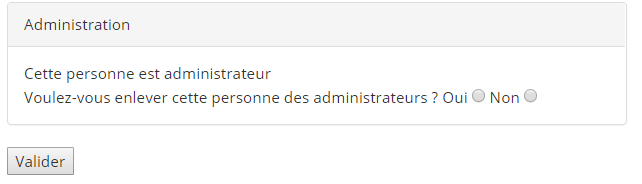 Administration
Cette personne est administrateur
Voulez-vous enlever cette personne des administrateurs ? Oui Non
Valider